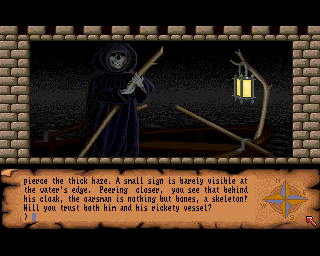 pierce the thick haze. A small sign is barely visible at
the water's edge. Peering closer, you see that behind
his cloak, the oarsman is nothing but bones, a skeleton?
Will you trust both him and his rickety vessel?
>
N
S